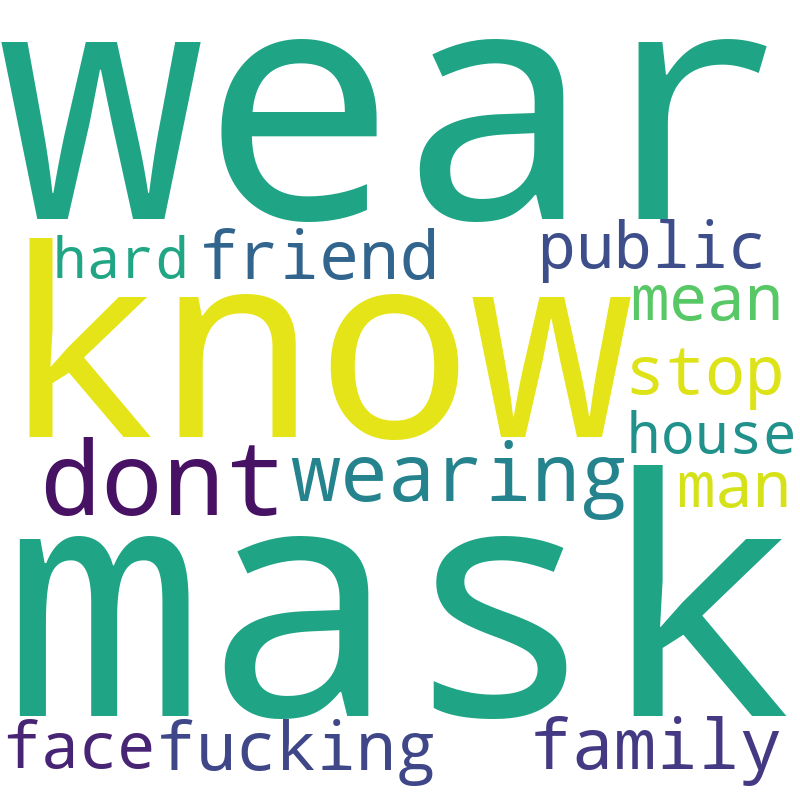 wear
hard friend public
know mean
stop
house
dont wearing man
mask
face fucking family